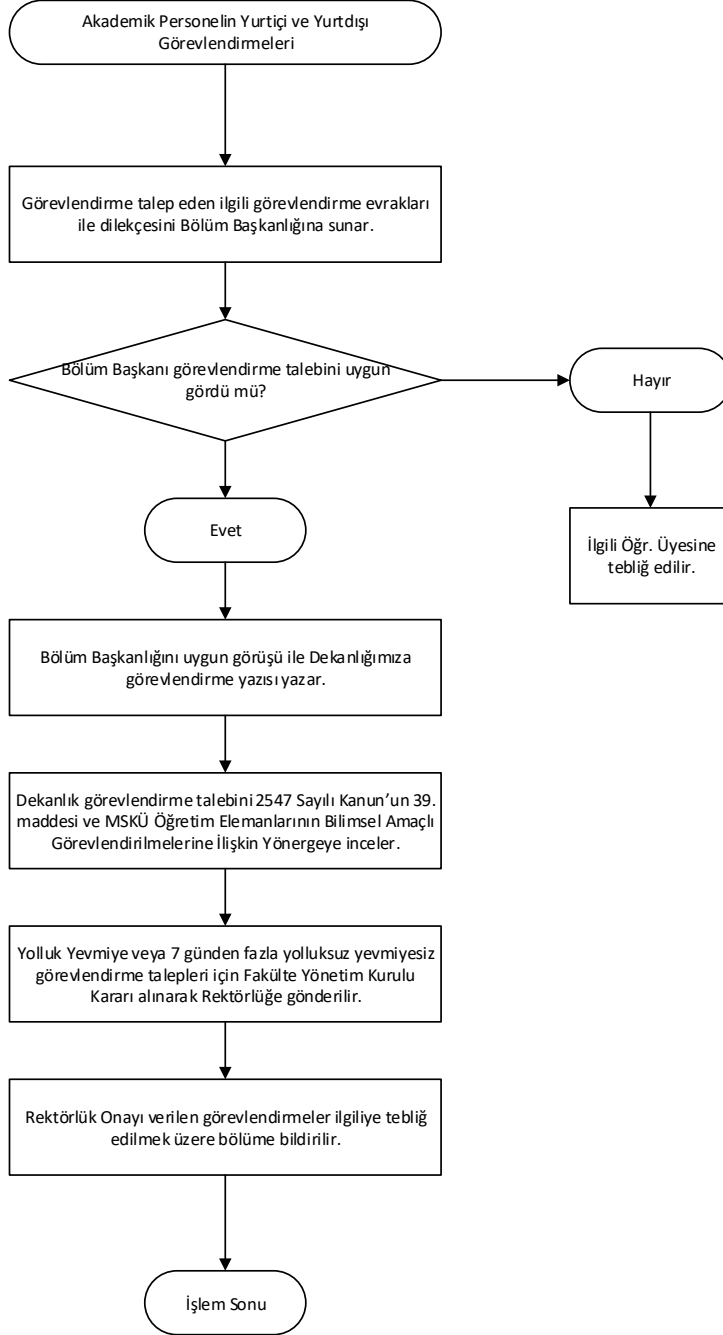 Akademik Personelin Yurtiçi ve Yurtdışı
Görevlendirmeleri
Görevlendirme talep eden ilgili görevlendirme evrakları
ile dilekçesini Bölüm Başkanlığına sunar.
Bölüm Başkanı görevlendirme talebini uygun
gördü mü?
Hayır
Evet
İlgili Öğr. Üyesine
tebliğ edilir.
Bölüm Başkanlığını uygun görüşü ile Dekanlığımıza
görevlendirme yazısı yazar.
Dekanlık görevlendirme talebini 2547 Sayılı Kanun’un 39.
maddesi ve MSKÜ Öğretim Elemanlarının Bilimsel Amaçlı
Görevlendirilmelerine İlişkin Yönergeye inceler.
Yolluk Yevmiye veya 7 günden fazla yolluksuz yevmiyesiz
görevlendirme talepleri için Fakülte Yönetim Kurulu
Kararı alınarak Rektörlüğe gönderilir.
Rektörlük Onayı verilen görevlendirmeler ilgiliye tebliğ
edilmek üzere bölüme bildirilir.
İşlem Sonu